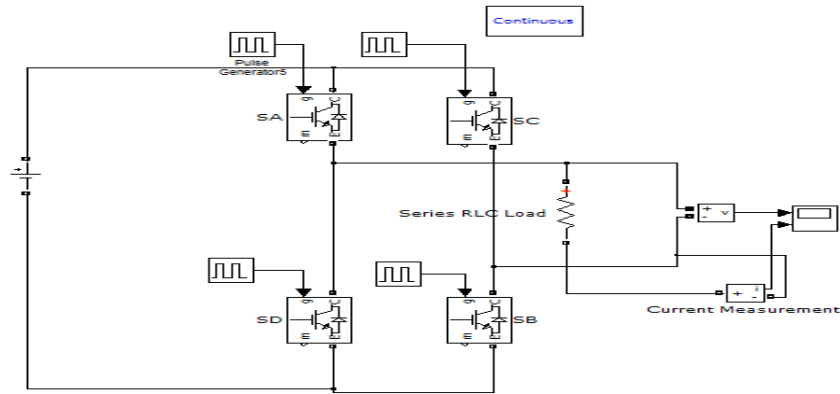 Continuous
Pulse
Generator5
SA
SC
Series RLC Load
+
-
v
SD
SB
+
-
i
Current Measurement
g
C
m
E
g
C
m
E
g
C
m
E
g
C
m
E